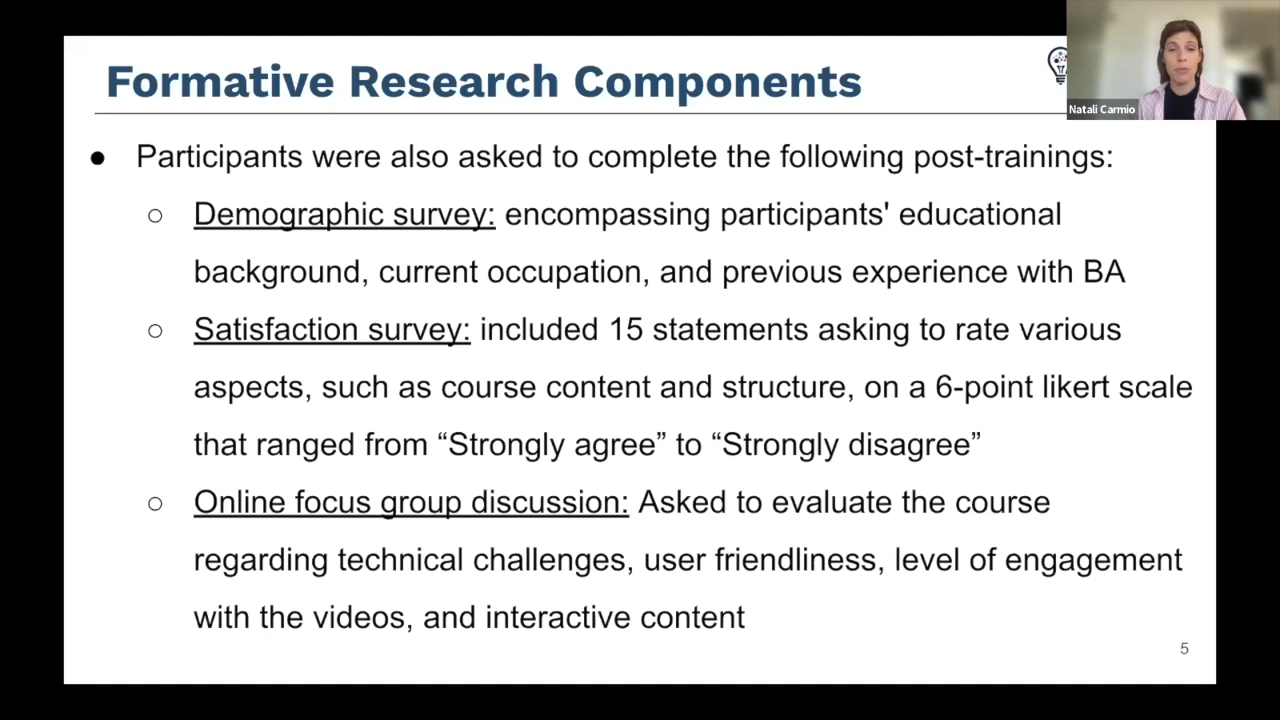 Formative Research Components
Natali Carmio
● Participants were also asked to complete the following post-trainings:
○ Demographic survey: encompassing participants' educational
background, current occupation, and previous experience with BA
○ Satisfaction survey: included 15 statements asking to rate various
aspects, such as course content and structure, on a 6-point likert scale
that ranged from “Strongly agree” to “Strongly disagree”
○ Online focus group discussion: Asked to evaluate the course
regarding technical challenges, user friendliness, level of engagement
with the videos, and interactive content
5